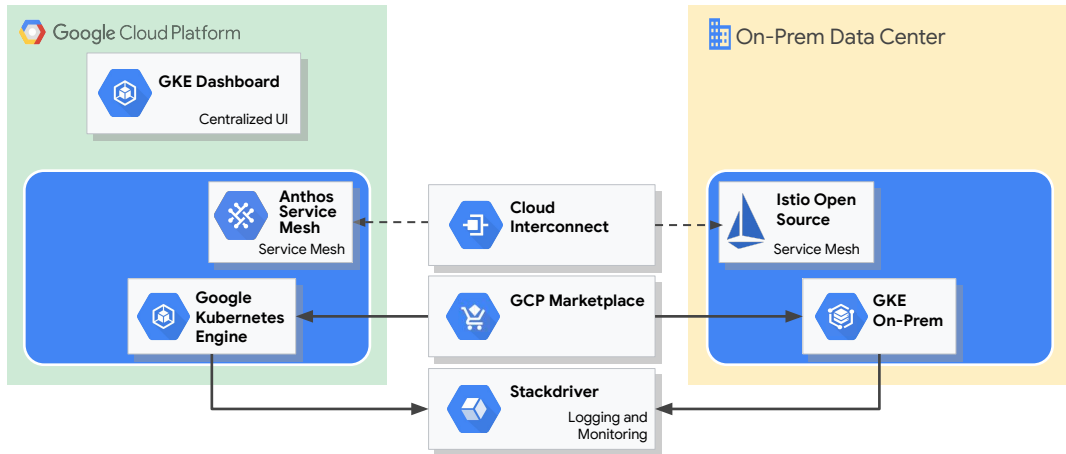 Google Cloud Platform
On-Prem Data Center
GKE Dashboard
Centralized UI
Anthos
Service
Mesh
Service Mesh
Cloud
Interconnect
Istio Open
Source
Service Mesh
Google
Kubernetes
Engine
GCP Marketplace
GKE
On-Prem
Stackdriver
Logging and
Monitoring